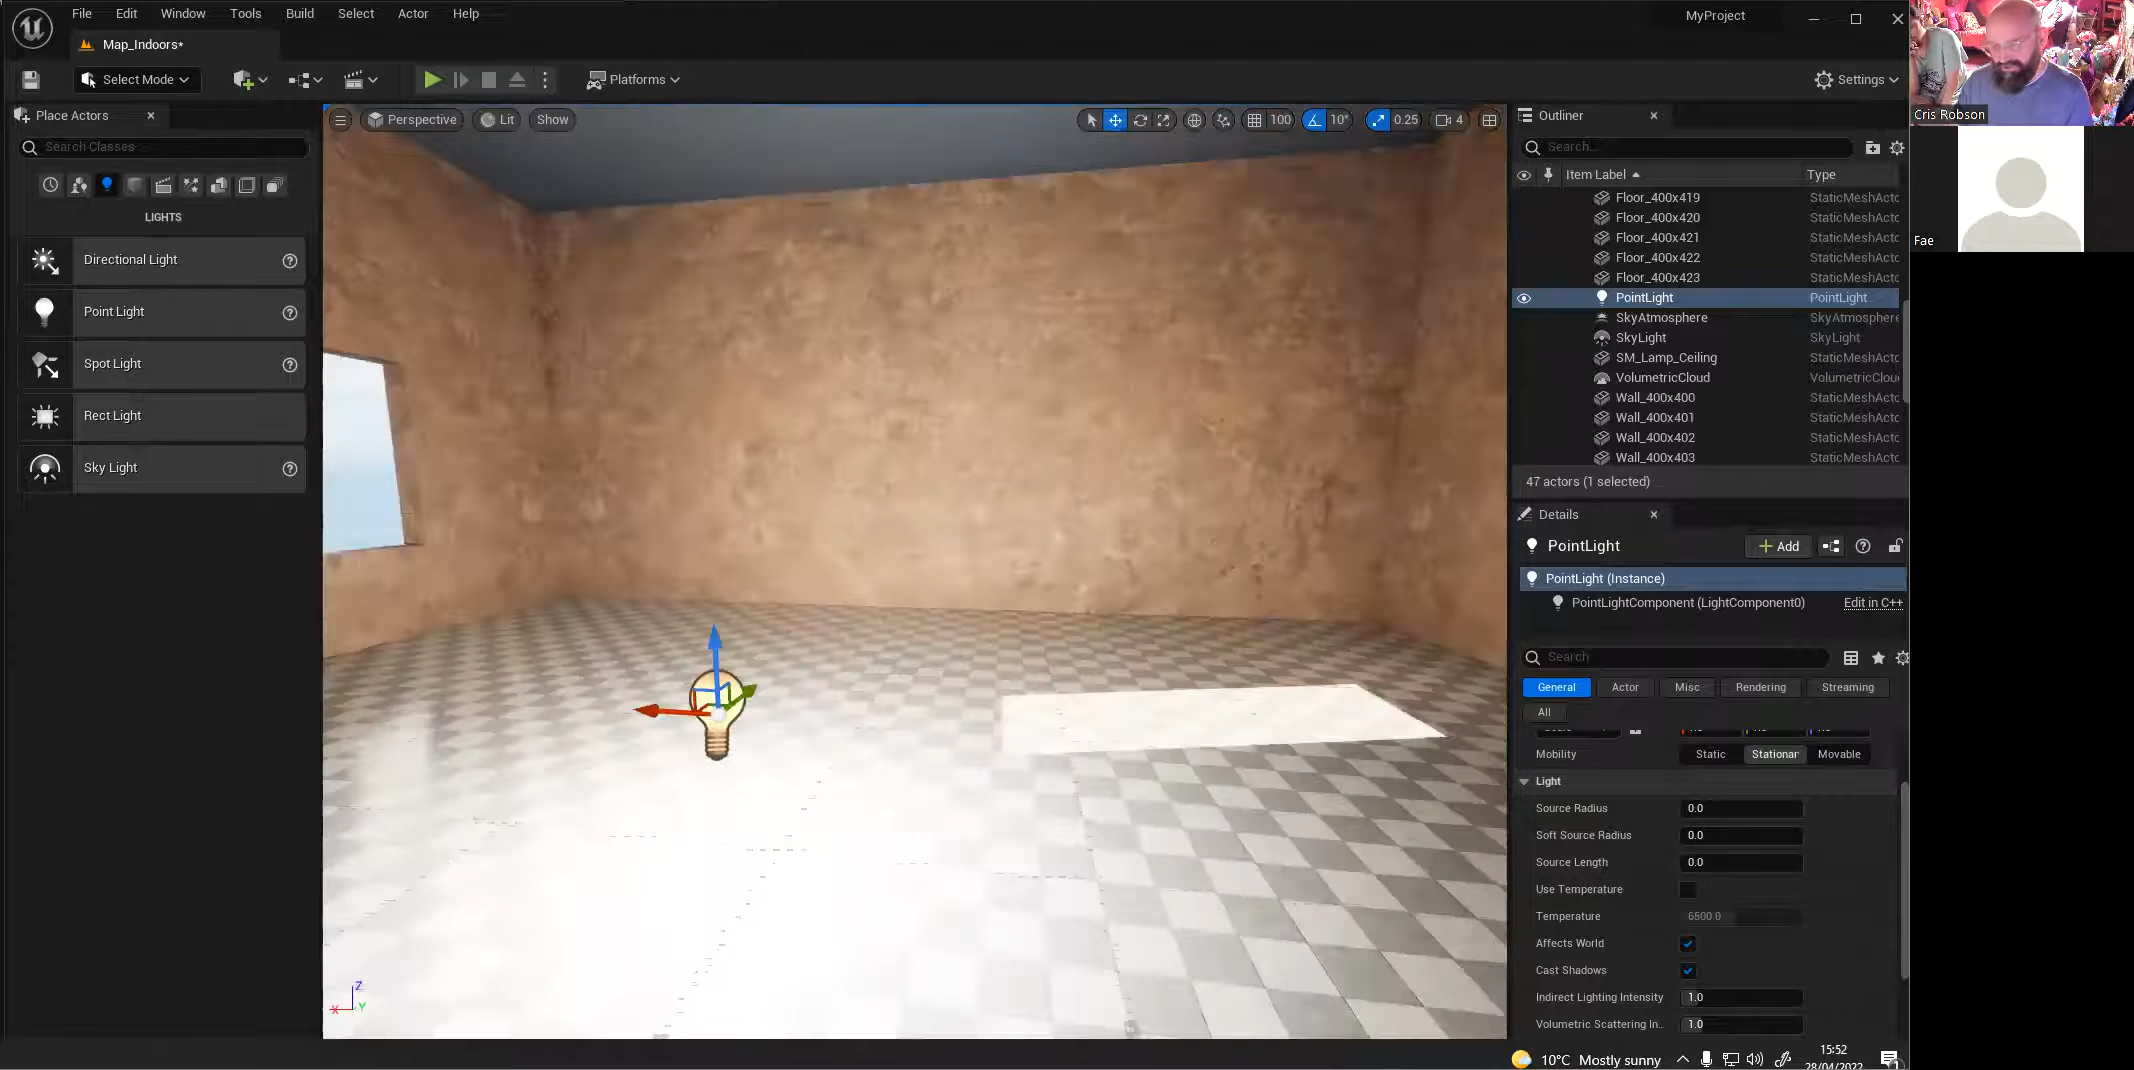 File Edit Window Tools Build Select Actor Help
MyProject
Map_Indoors*
Select Mode
Platforms
Settings
Place Actors
Search Classes
LIGHTS
Directional Light
Point Light
Spot Light
Rect Light
Sky Light
Perspective Lit Show
100 10° 0.25 4
Z
X Y
Outliner
Search...
Item Label Type
Floor_400x419 StaticMeshActo
Floor_400x420 StaticMeshActo
Floor_400x421 StaticMeshActo
Floor_400x422 StaticMeshActo
Floor_400x423 StaticMeshActo
PointLight PointLight
SkyAtmosphere SkyAtmosphere
SkyLight SkyLight
SM_Lamp_Ceiling StaticMeshActo
VolumetricCloud VolumetricClou
Wall_400x400 StaticMeshActo
Wall_400x401 StaticMeshActo
Wall_400x402 StaticMeshActo
Wall_400x403 StaticMeshActo
47 actors (1 selected)
Details
PointLight
Add
PointLight (Instance)
PointLightComponent (LightComponent0) Edit in C++
Search
General Actor Misc Rendering Streaming
All
Mobility Static Stationar Movable
Light
Source Radius 0.0
Soft Source Radius 0.0
Source Length 0.0
Use Temperature
Temperature 6500.0
Affects World
Cast Shadows
Indirect Lighting Intensity 1.0
Volumetric Scattering In.. 1.0
10°C Mostly sunny
15:52
28/04/2022
Cris Robson
Fae